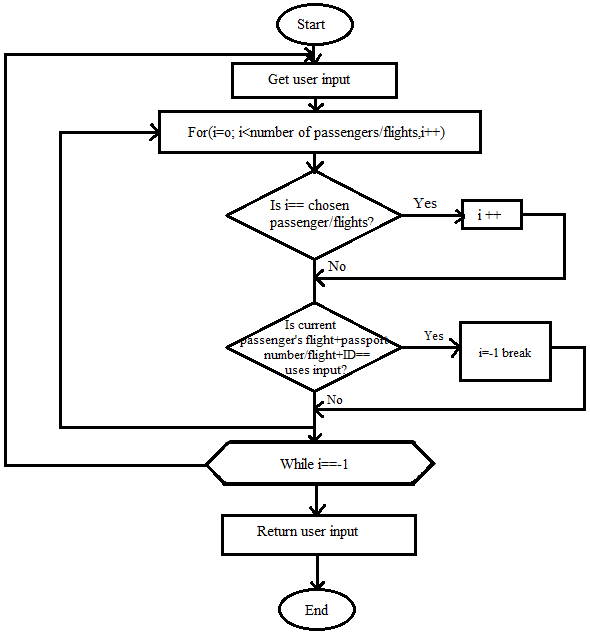 Start
Get user input
For(i=o; i<number of passengers/flights,i++)
Is i== chosen
passenger/flights?
Yes
i ++
No
Is current
passenger's flight+passport
number/flight+ID==
uses input?
Yes
i=-1 break
No
While i==-1
Return user input
End